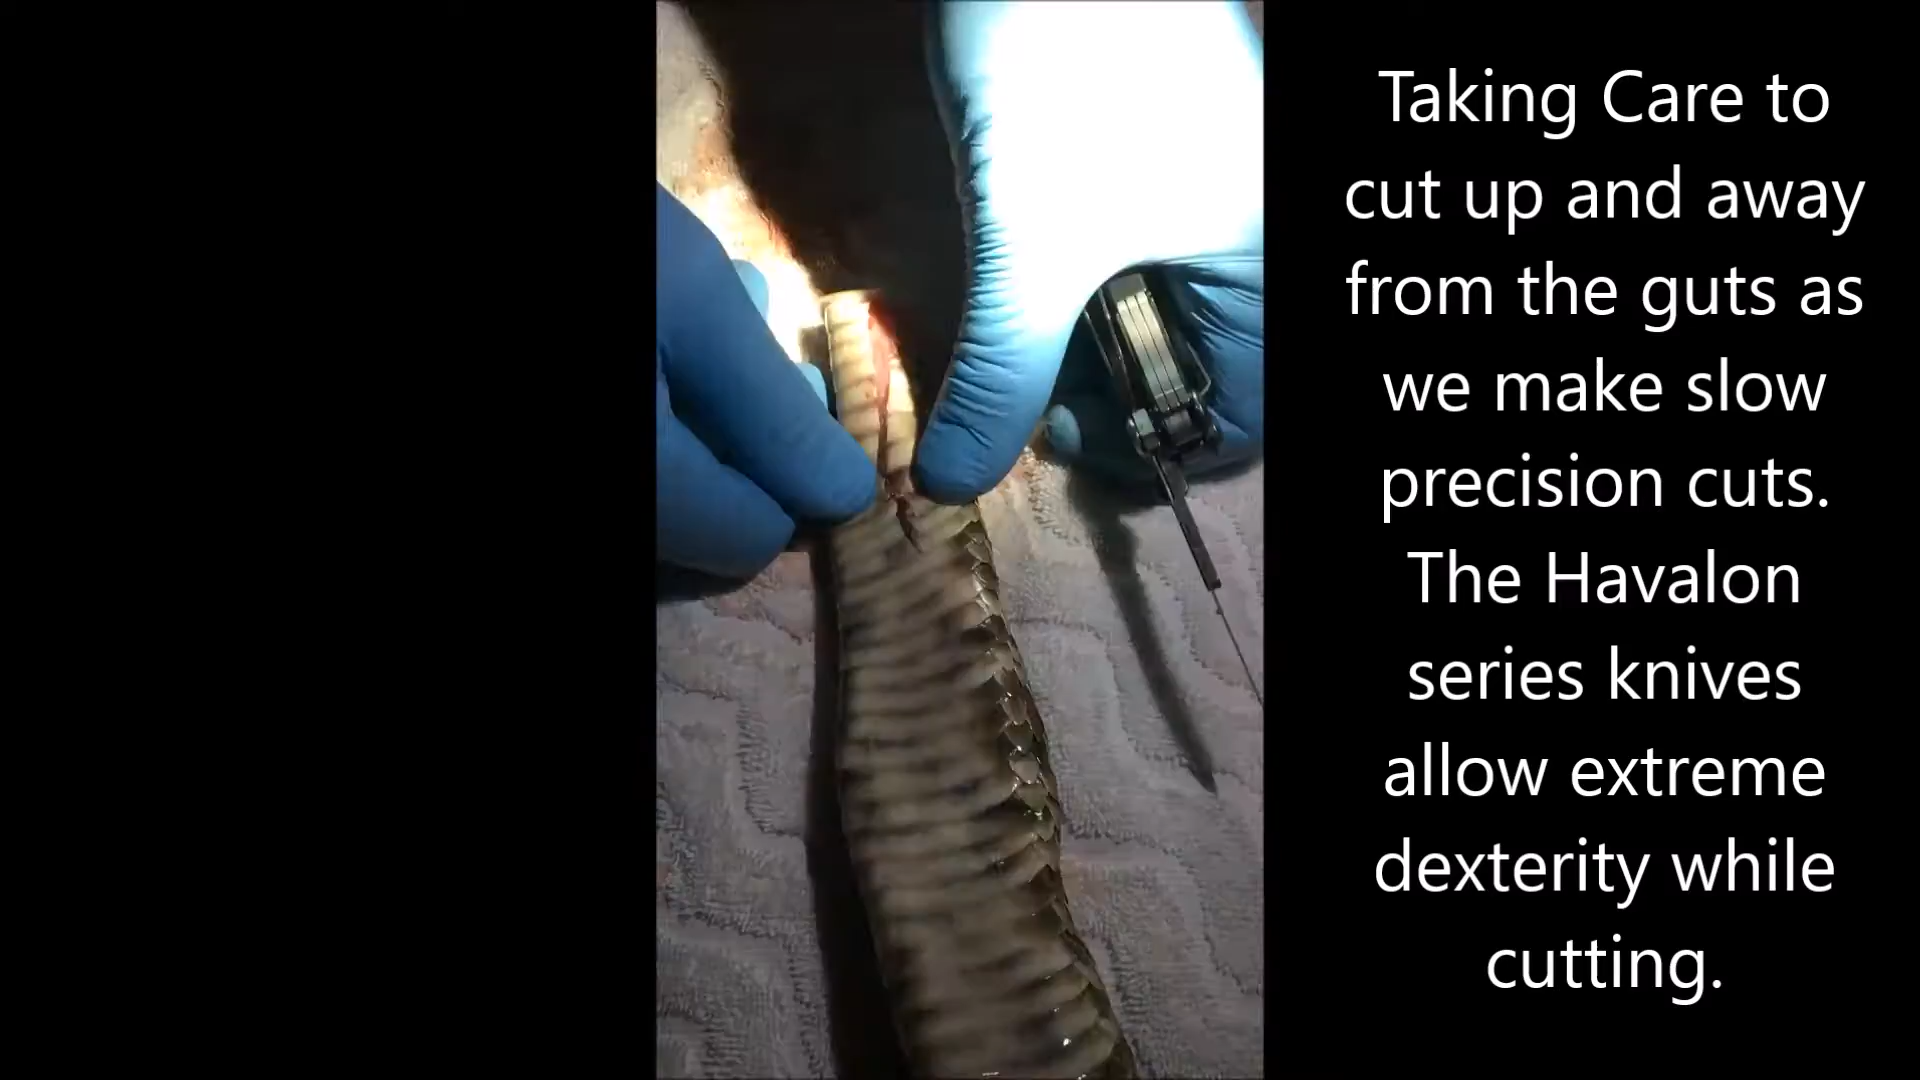 Taking Care to
cut up and away
from the guts as
we make slow
precision cuts.
The Havalon
series knives
allow extreme
dexterity while
cutting.